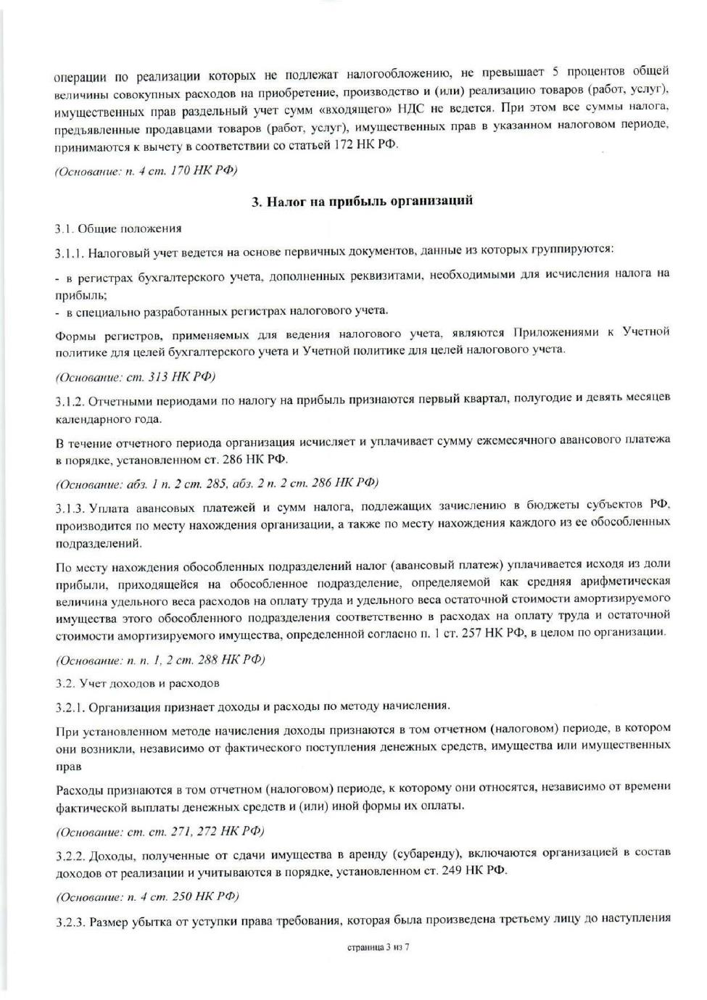 операции по реализации которых не подлежат налогообложению, не превышает 5 процентов общей
величины совокупных расходов на приобретение, производство и (или) реализацию товаров (работ, услуг),
имущественных прав раздельный учет сумм «входящего» НДС не ведется. При этом все суммы налога,
предъявленные продавцами товаров (работ, услуг), имущественных прав в указанном налоговом периоде,
принимаются к вычету в соответствии со статьей 172 НК РФ.
(Основание: п. 4 ст. 170 НК РФ)
3. Налог на прибыль организаций
3.1. Общие положения
3.1.1. Налоговый учет ведется на основе первичных документов, данные из которых группируются:
- в регистрах бухгалтерского учета, дополненных реквизитами, необходимыми для исчисления налога на
прибыль;
- в специально разработанных регистрах налогового учета.
Формы регистров, применяемых для ведения налогового учета, являются Приложениями к Учетной
политике для целей бухгалтерского учета и Учетной политике для целей налогового учета.
(Основание: ст. 313 НК РФ)
3.1.2. Отчетными периодами по налогу на прибыль признаются первый квартал, полугодие и девять месяцев
календарного года.
В течение отчетного периода организация исчисляет и уплачивает сумму ежемесячного авансового платежа
в порядке, установленном ст. 286 НК РФ.
(Основание: абз. 1 п. 2 ст. 285, абз. 2 п. 2 ст. 286 НК РФ)
3.1.3. Уплата авансовых платежей и сумм налога, подлежащих зачислению в бюджеты субъектов РФ,
производится по месту нахождения организации, а также по месту нахождения каждого из ее обособленных
подразделений.
По месту нахождения обособленных подразделений налог (авансовый платеж) уплачивается исходя из доли
прибыли, приходящейся на обособленное подразделение, определяемой как средняя арифметическая
величина удельного веса расходов на оплату труда и удельного веса остаточной стоимости амортизируемого
имущества этого обособленного подразделения соответственно в расходах на оплату труда и остаточной
стоимости амортизируемого имущества, определенной согласно п. 1 ст. 257 НК РФ, в целом по организации.
(Основание: п. п. 1, 2 ст. 288 НК РФ)
3.2. Учет доходов и расходов
3.2.1. Организация признает доходы и расходы по методу начисления.
При установленном методе начисления доходы признаются в том отчетном (налоговом) периоде, в котором
они возникли, независимо от фактического поступления денежных средств, имущества или имущественных
прав
Расходы признаются в том отчетном (налоговом) периоде, к которому они относятся, независимо от времени
фактической выплаты денежных средств и (или) иной формы их оплаты.
(Основание: ст. ст. 271, 272 НК РФ)
3.2.2. Доходы, полученные от сдачи имущества в аренду (субаренду), включаются организацией в состав
доходов от реализации и учитываются в порядке, установленном ст. 249 НК РФ.
(Основание: п. 4 ст. 250 НК РФ)
3.2.3. Размер убытка от уступки права требования, которая была произведена третьему лицу до наступления
страница 3 из 7